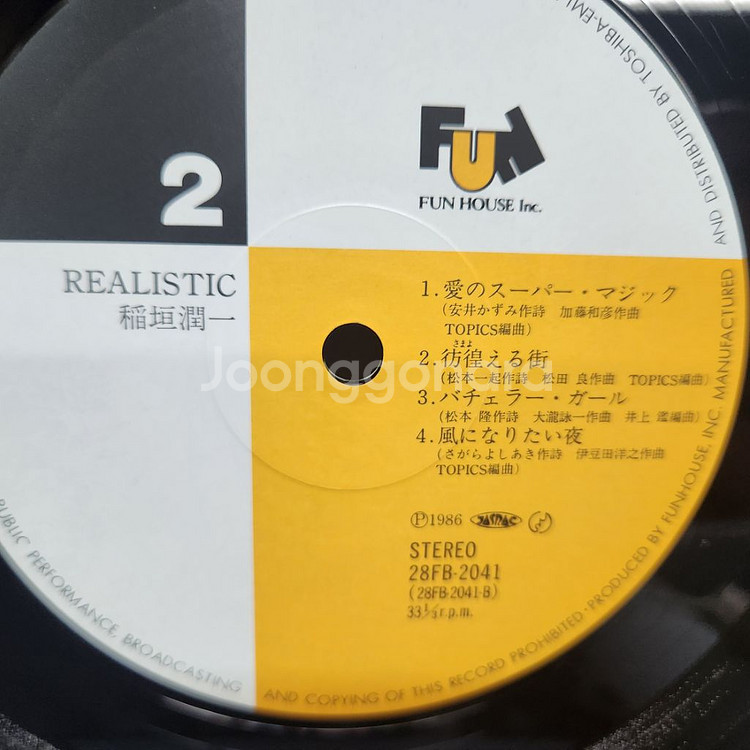 FUN
FUN HOUSE Inc.
2
REALISTIC
稲垣潤一
1.愛のスーパー・マジック
(安井かずみ作詩 加藤和彦作曲
TOPICS編曲)
さまよ
2.彷徨える街
(松本一起作詩 松田 良作曲 TOPICS編曲)
3.バチェラー・ガール
(松本 隆作詩 大瀧詠一作曲 井上 鑑編曲)
4.風になりたい夜
(さがらよしあき作詩 伊豆田洋之作曲
TOPICS編曲)
Ⓟ1986 JASRAC
STEREO
28FB-2041
(28FB-2041-B)
33⅓r.p.m.
PUBLIC PERFORMANCE, BROADCASTING AND COPYING OF THIS RECORD PROHIBITED・PRODUCED BY FUNHOUSE, INC. MANUFACTURED AND DISTRIBUTED BY TOSHIBA-EMI
Joonggonara